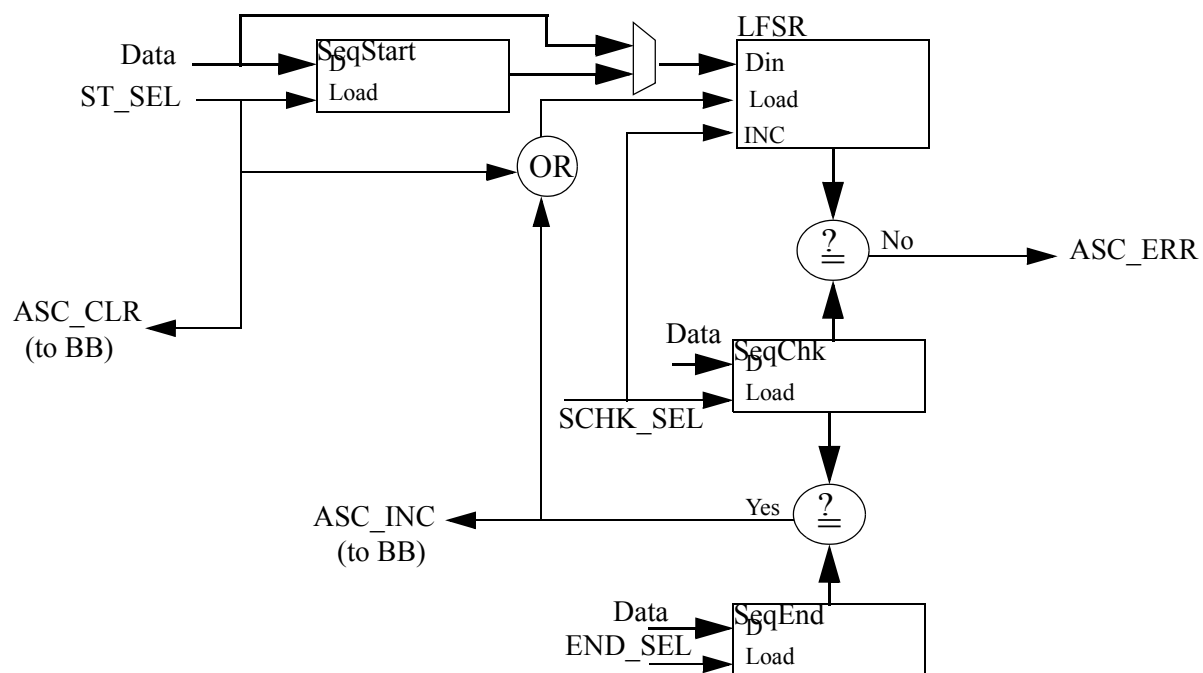 LFSR
Data
SeqStart
D
Din
ST_SEL
Load
Load
INC
OR
?
=
No
ASC_ERR
ASC_CLR
(to BB)
Data
SeqChk
D
Load
SCHK_SEL
?
=
Yes
ASC_INC
(to BB)
Data
SeqEnd
D
END_SEL
Load